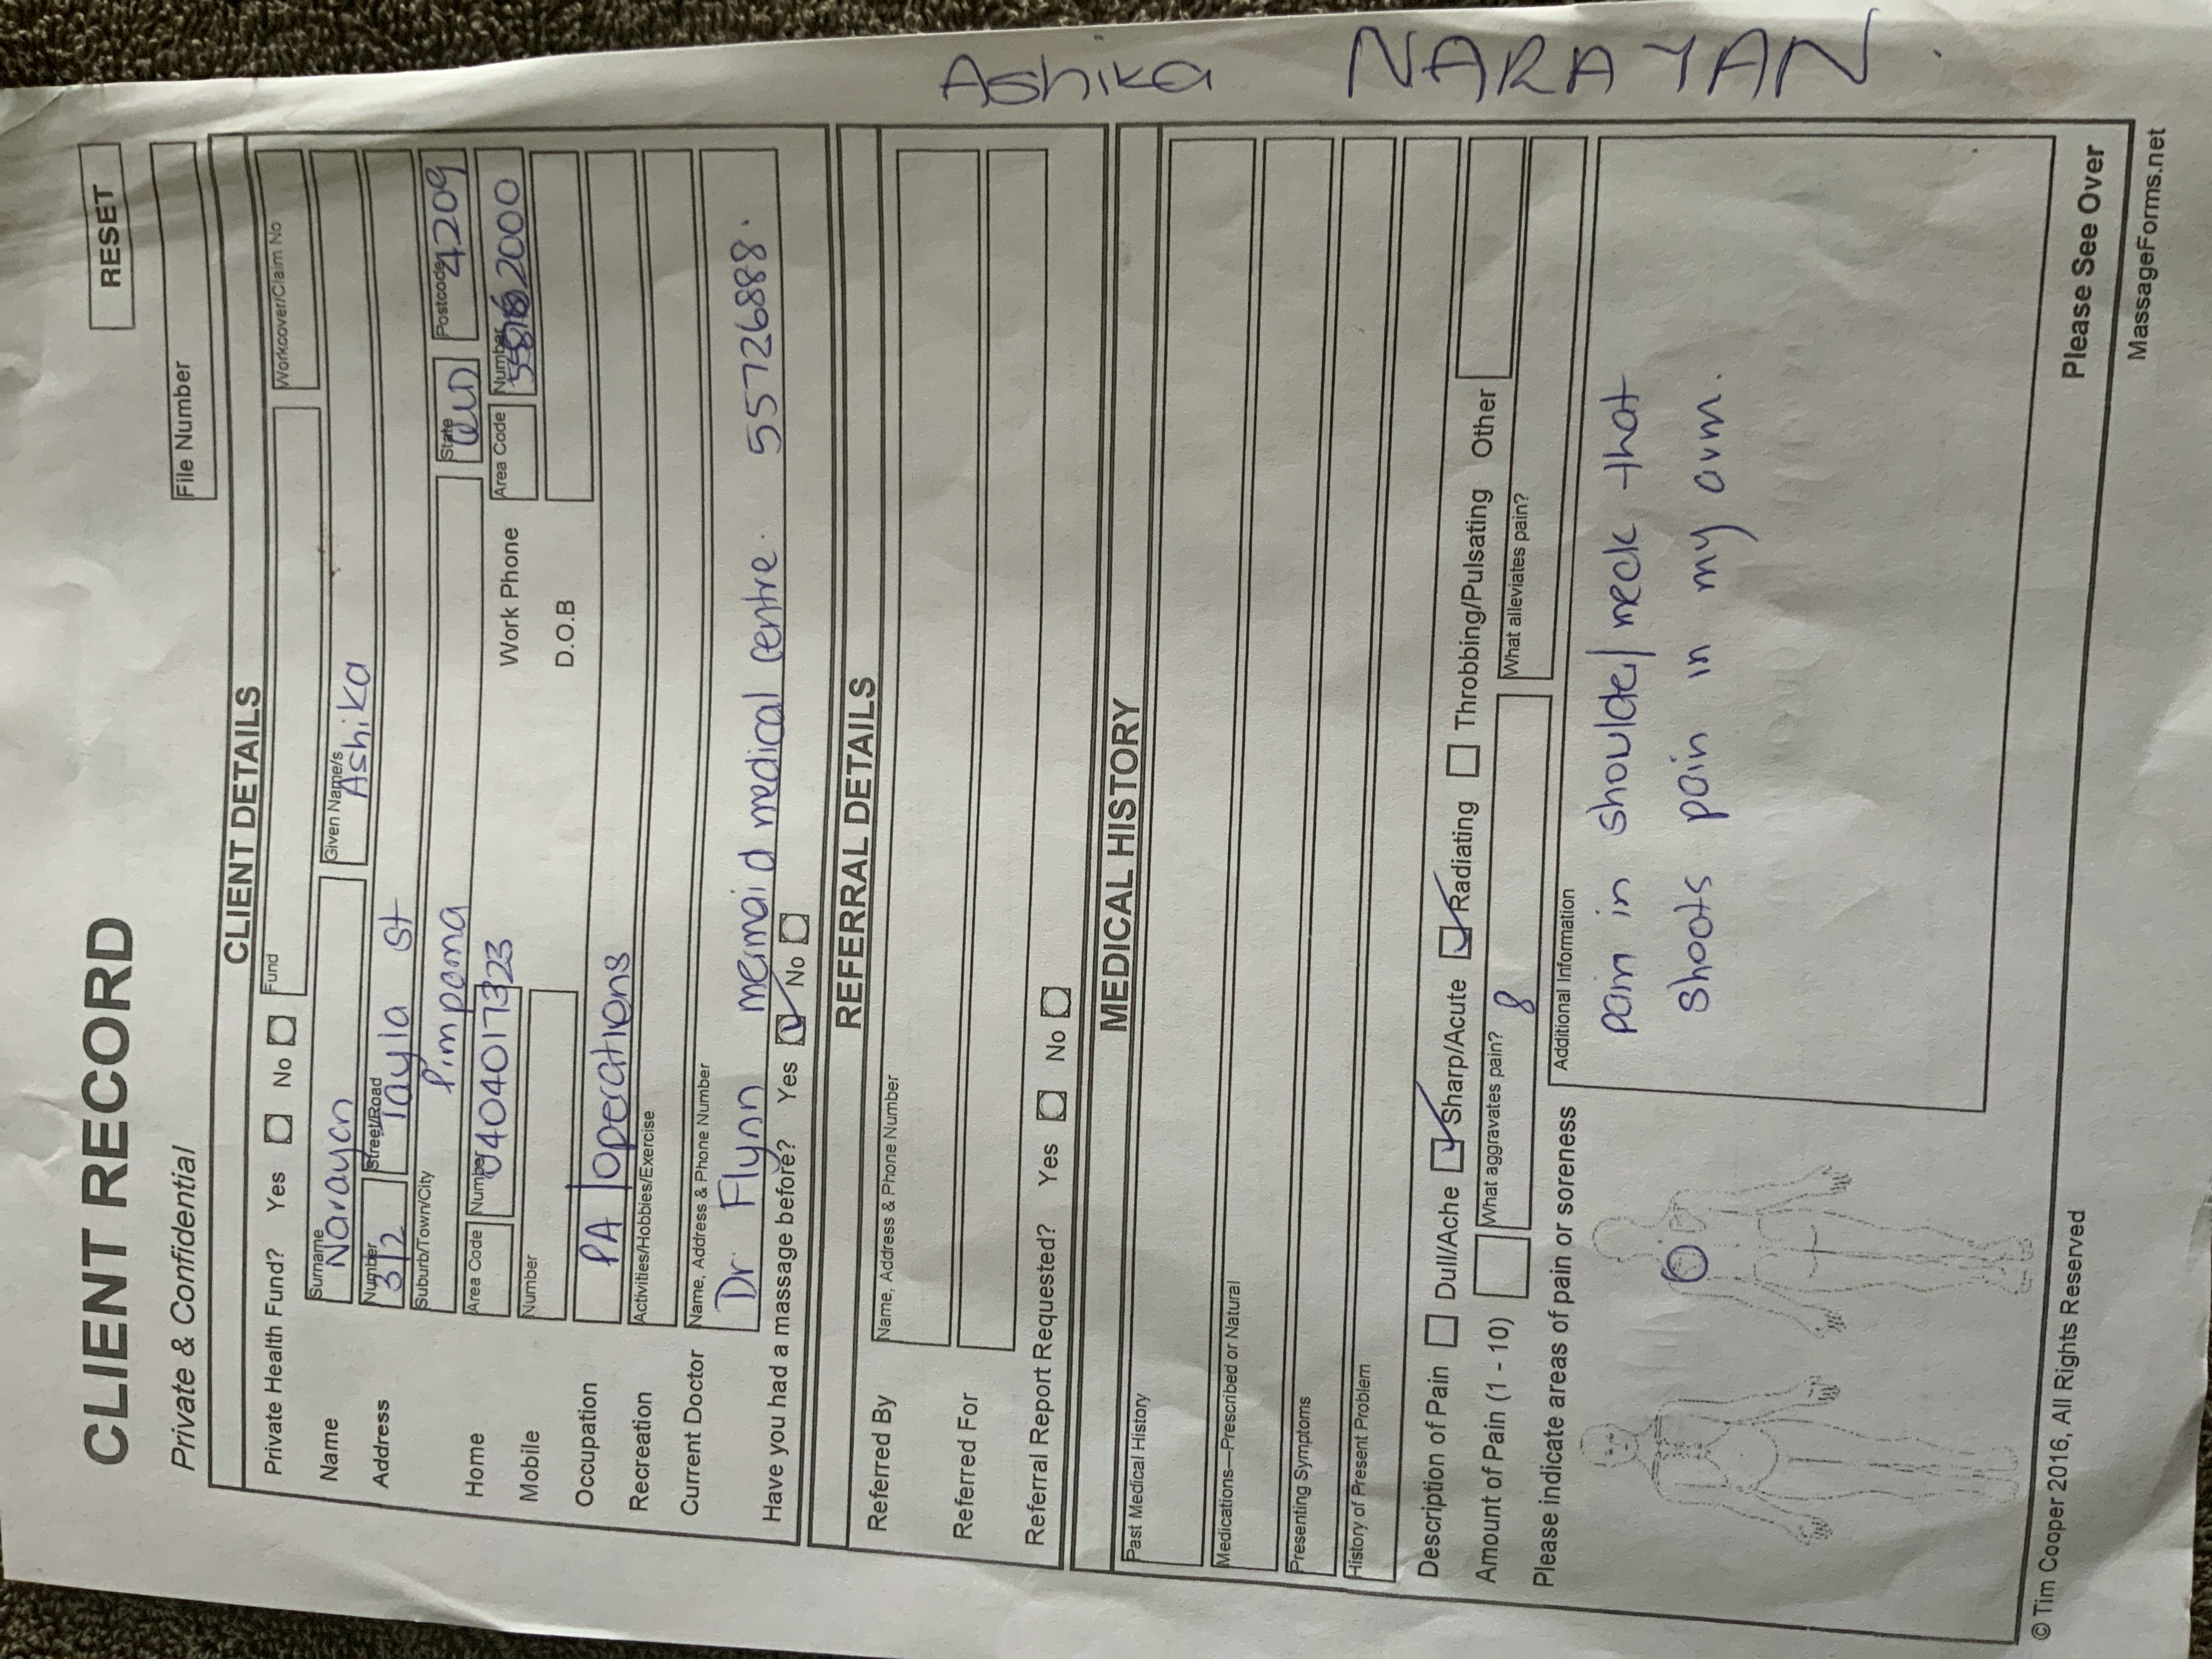 Ashika NARAYAN.
RESET
CLIENT RECORD
Private & Confidential
File Number
CLIENT DETAILS
Private Health Fund? Yes No Fund Workcover/Claim No
Name Surname Narayan Given Name/s Ashika
Address Number 312 Street/Road Tayla St
Suburb/Town/City Pimpama State QLD Postcode 4209
Home Area Code Number 0404017323 Work Phone Area Code Number 2000
Mobile Number D.O.B
Occupation PA / Operations
Recreation Activities/Hobbies/Exercise
Current Doctor Name, Address & Phone Number
Dr Flynn mermaid medical centre. 55726888.
Have you had a massage before? Yes No
REFERRAL DETAILS
Referred By Name, Address & Phone Number
Referred For
Referral Report Requested? Yes No
MEDICAL HISTORY
Past Medical History
Medications—Prescribed or Natural
Presenting Symptoms
History of Present Problem
Description of Pain Dull/Ache Sharp/Acute Radiating Throbbing/Pulsating Other
Amount of Pain (1 - 10) What aggravates pain? 8 What alleviates pain?
Please indicate areas of pain or soreness Additional Information
pain in shoulder/neck that
shoots pain in my arm.
Please See Over
© Tim Cooper 2016, All Rights Reserved
MassageForms.net